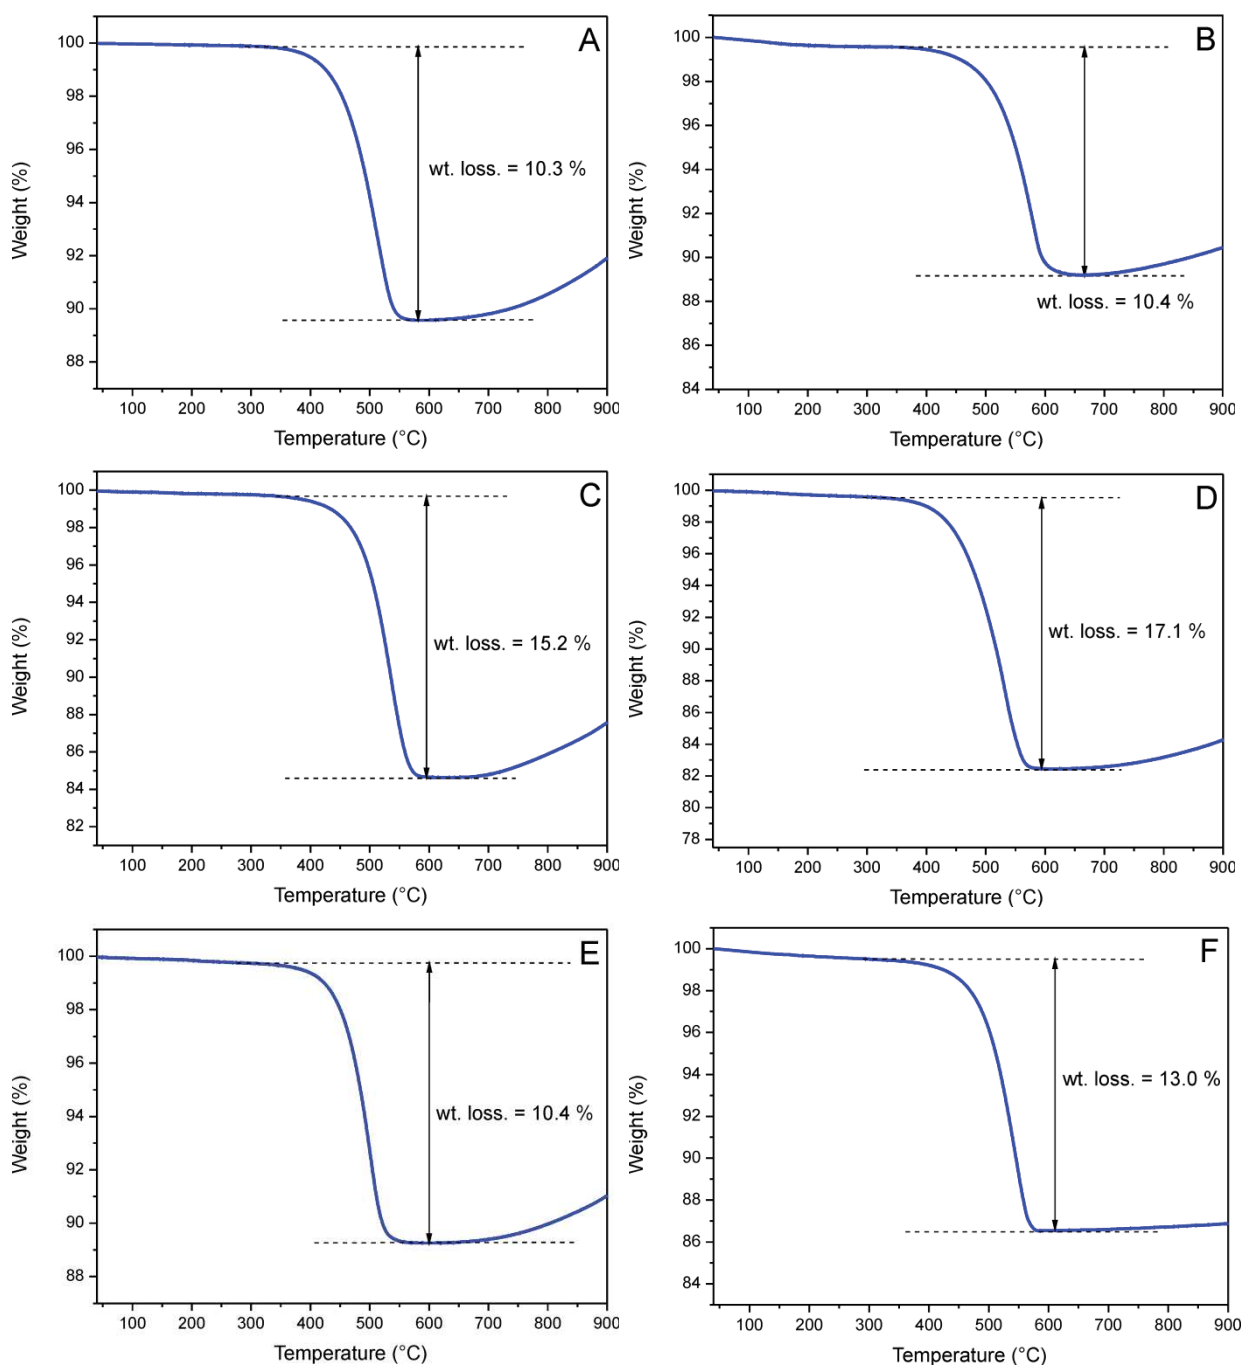 A
100
98
96
94
92
90
88
Weight (%)
wt. loss. = 10.3 %
100 200 300 400 500 600 700 800 900
Temperature (°C)
B
100
98
96
94
92
90
88
86
84
Weight (%)
wt. loss. = 10.4 %
100 200 300 400 500 600 700 800 900
Temperature (°C)
C
100
98
96
94
92
90
88
86
84
82
Weight (%)
wt. loss. = 15.2 %
100 200 300 400 500 600 700 800 900
Temperature (°C)
D
100
98
96
94
92
90
88
86
84
82
80
78
Weight (%)
wt. loss. = 17.1 %
100 200 300 400 500 600 700 800 900
Temperature (°C)
E
100
98
96
94
92
90
88
Weight (%)
wt. loss. = 10.4 %
100 200 300 400 500 600 700 800 900
Temperature (°C)
F
100
98
96
94
92
90
88
86
84
Weight (%)
wt. loss. = 13.0 %
100 200 300 400 500 600 700 800 900
Temperature (°C)